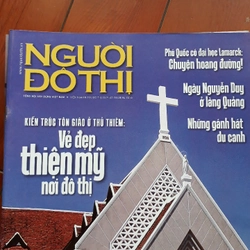 NGƯỜI
ĐÔ THỊ
Phú Quốc có đại học Lamarck:
Chuyện hoang đường!
Ngày Nguyễn Duy
ở làng Quảng
Những gánh hát
du canh
KIẾN TRÚC TÔN GIÁO Ở THỦ THIÊM:
Vẻ đẹp
thiện mỹ
nơi đô thị